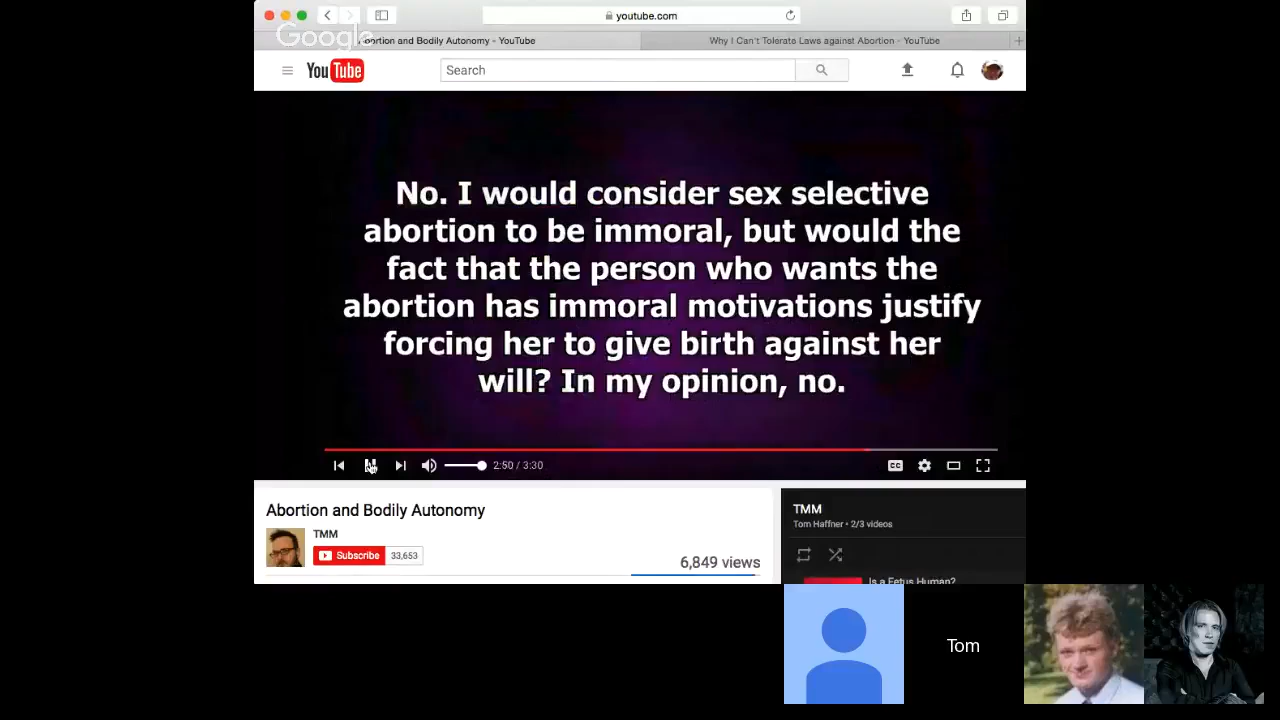 youtube.com
Google
bortion and Bodily Autonomy - YouTube
Why I Can't Tolerate Laws against Abortion - YouTube
YouTube
Search
No. I would consider sex selective
abortion to be immoral, but would the
fact that the person who wants the
abortion has immoral motivations justify
forcing her to give birth against her
will? In my opinion, no.
2:50 / 3:30
CC
Abortion and Bodily Autonomy
TMM
Subscribe 33,653
6,849 views
TMM
Tom Haffner • 2/3 videos
Is a Fetus Human?
Tom